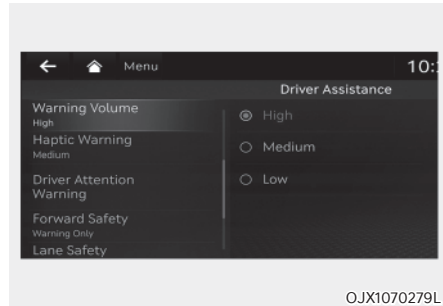 Menu
10:
Driver Assistance
Warning Volume
High
Haptic Warning
Medium
Driver Attention
Warning
Forward Safety
Warning Only
Lane Safety
High
Medium
Low
OJX1070279L